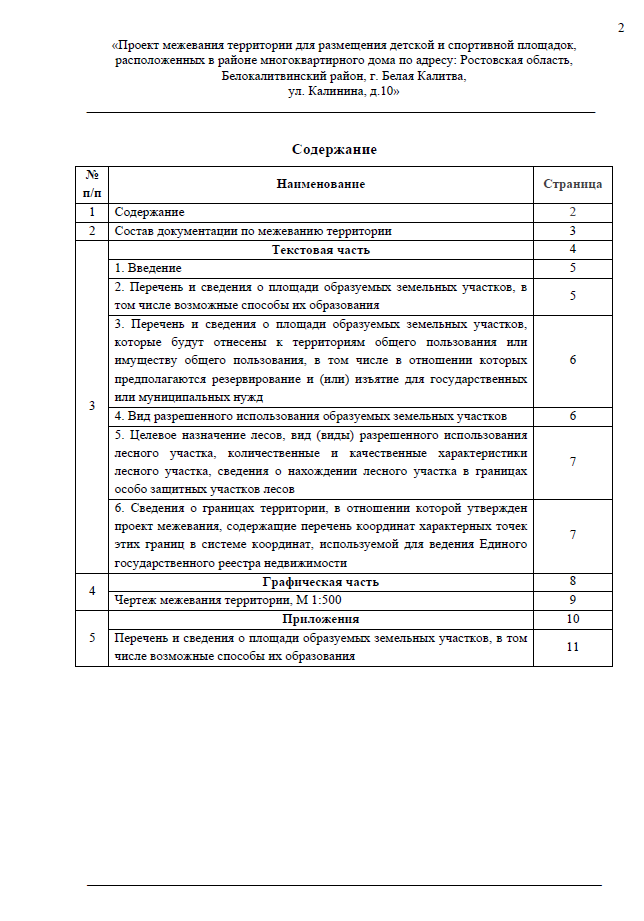 2
«Проект межевания территории для размещения детской и спортивной площадок,
расположенных в районе многоквартирного дома по адресу: Ростовская область,
Белокалитвинский район, г. Белая Калитва,
ул. Калинина, д.10»
Содержание
№
п/п
Наименование
Страница
1
Содержание
2
2
Состав документации по межеванию территории
3
3
Текстовая часть
4
1. Введение
5
2. Перечень и сведения о площади образуемых земельных участков, в
том числе возможные способы их образования
5
3. Перечень и сведения о площади образуемых земельных участков,
которые будут отнесены к территориям общего пользования или
имуществу общего пользования, в том числе в отношении которых
предполагаются резервирование и (или) изъятие для государственных
или муниципальных нужд
6
4. Вид разрешенного использования образуемых земельных участков
6
5. Целевое назначение лесов, вид (виды) разрешенного использования
лесного участка, количественные и качественные характеристики
лесного участка, сведения о нахождении лесного участка в границах
особо защитных участков лесов
7
6. Сведения о границах территории, в отношении которой утвержден
проект межевания, содержащие перечень координат характерных точек
этих границ в системе координат, используемой для ведения Единого
государственного реестра недвижимости
7
4
Графическая часть
8
Чертеж межевания территории, М 1:500
9
5
Приложения
10
Перечень и сведения о площади образуемых земельных участков, в том
числе возможные способы их образования
11